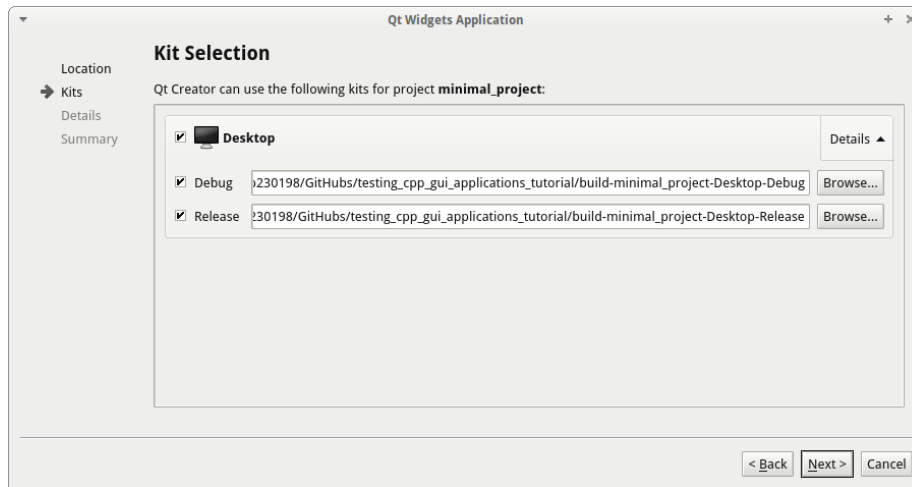 Qt Widgets Application
Location
Kits
Details
Summary
Kit Selection
Qt Creator can use the following kits for project minimal_project:
Desktop
Details
Debug
230198/GitHubs/testing_cpp_gui_applications_tutorial/build-minimal_project-Desktop-Debug
Browse...
Release
230198/GitHubs/testing_cpp_gui_applications_tutorial/build-minimal_project-Desktop-Release
Browse...
< Back
Next >
Cancel